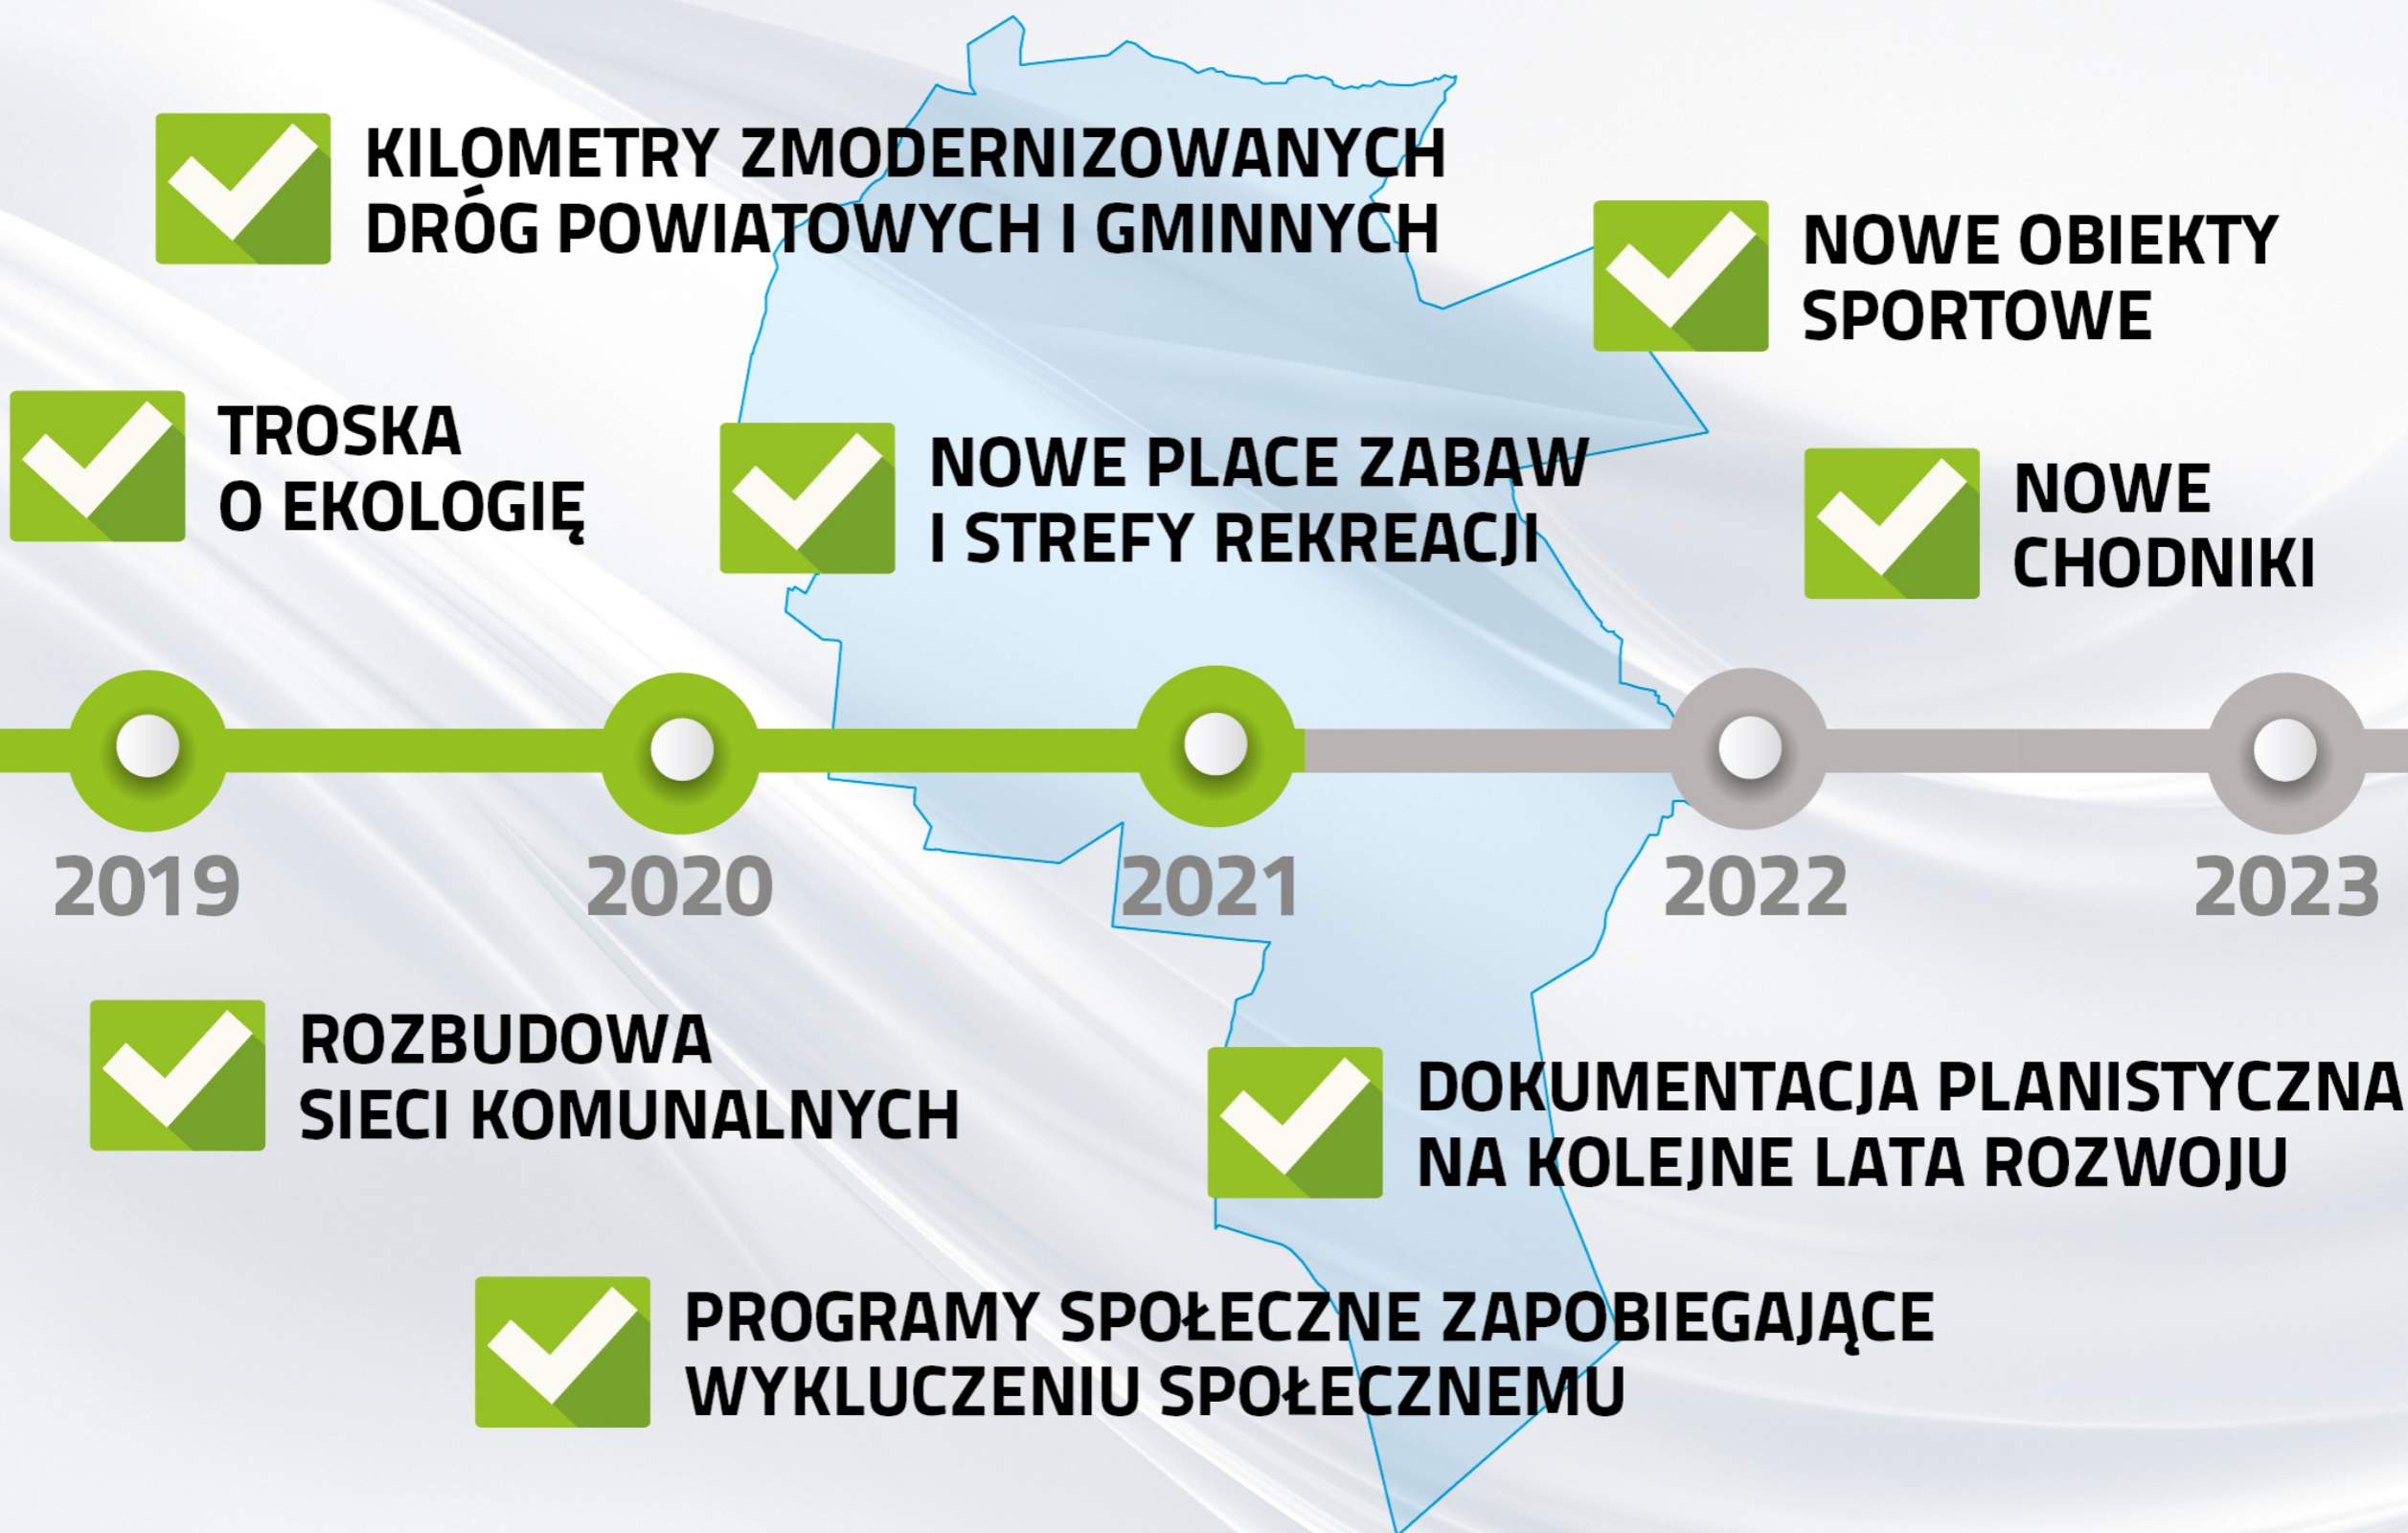 KILOMETRY ZMODERNIZOWANYCH
DRÓG POWIATOWYCH I GMINNYCH
NOWE OBIEKTY
SPORTOWE
TROSKA
O EKOLOGIĘ
NOWE PLACE ZABAW
I STREFY REKREACJI
NOWE
CHODNIKI
2019
2020
2021
2022
2023
ROZBUDOWA
SIECI KOMUNALNYCH
DOKUMENTACJA PLANISTYCZNA
NA KOLEJNE LATA ROZWOJU
PROGRAMY SPOŁECZNE ZAPOBIEGAJĄCE
WYKLUCZENIU SPOŁECZNEMU